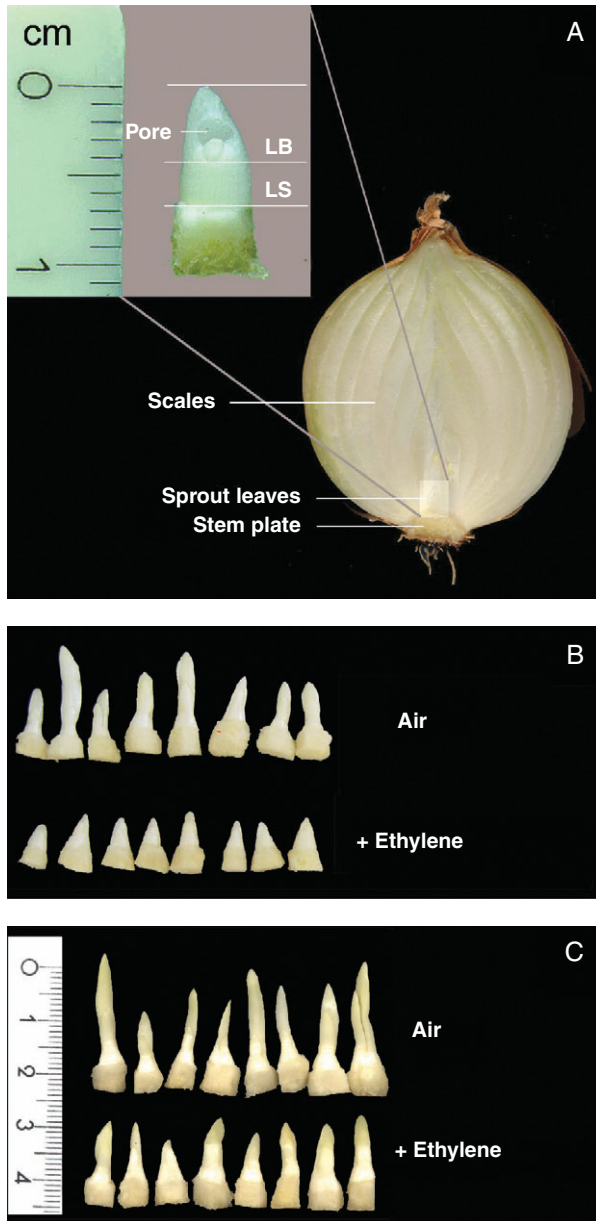 cm
A
0
Pore
LB
LS
1
Scales
Sprout leaves
Stem plate
B
Air
+ Ethylene
C
0
1
Air
2
3
+ Ethylene
4